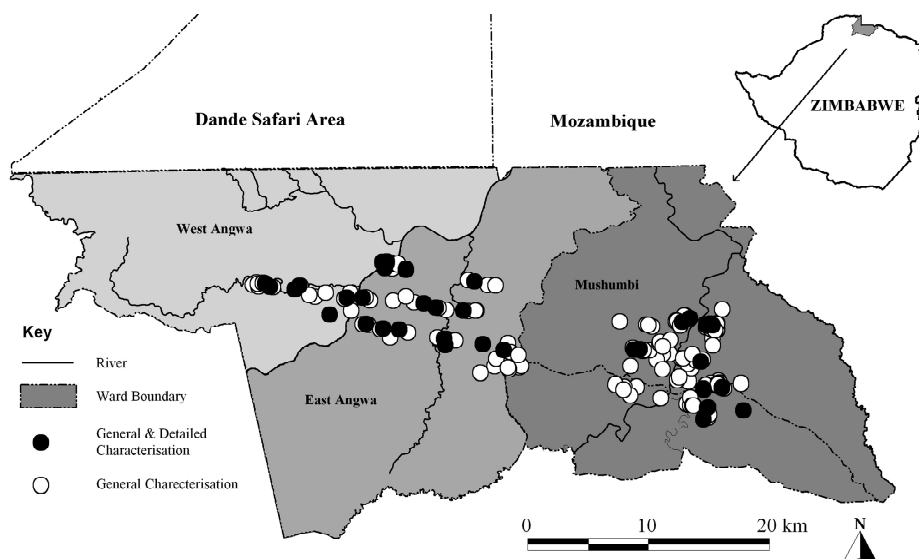 ZIMBABWE
Dande Safari Area
Mozambique
West Angwa
Mushumbi
Key
River
Ward Boundary
East Angwa
General & Detailed
Characterisation
General Charecterisation
0 10 20 km
N